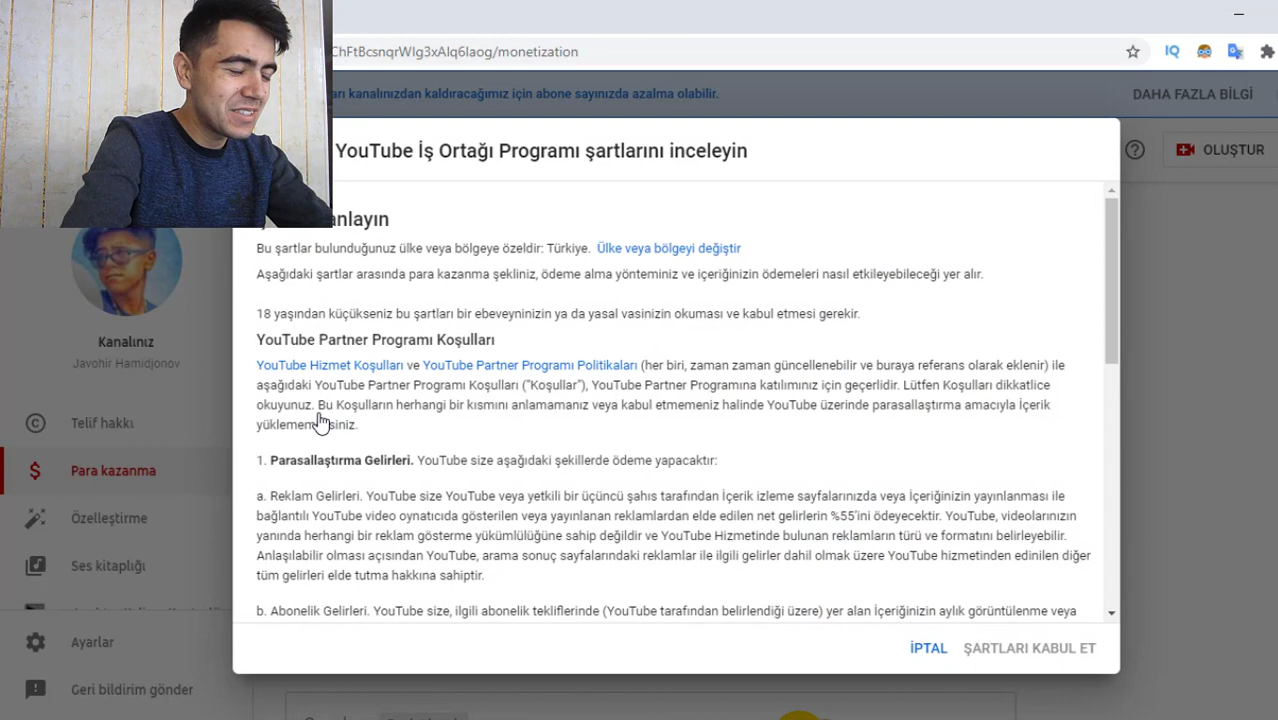 ChFtBcsnqrWIg3xAlq6laog/monetization
IQ
arı kanalınızdan kaldıracağımız için abone sayınızda azalma olabilir.
DAHA FAZLA BİLGİ
YouTube İş Ortağı Programı şartlarını inceleyin
OLUŞTUR
anlayın
Bu şartlar bulunduğunuz ülke veya bölgeye özeldir: Türkiye. Ülke veya bölgeyi değiştir
Aşağıdaki şartlar arasında para kazanma şekliniz, ödeme alma yönteminiz ve içeriğinizin ödemeleri nasıl etkileyebileceği yer alır.
18 yaşından küçükseniz bu şartları bir ebeveyninizin ya da yasal vasinizin okuması ve kabul etmesi gerekir.
YouTube Partner Programı Koşulları
YouTube Hizmet Koşulları ve YouTube Partner Programı Politikaları (her biri, zaman zaman güncellenebilir ve buraya referans olarak eklenir) ile
aşağıdaki YouTube Partner Programı Koşulları ("Koşullar"), YouTube Partner Programına katılımınız için geçerlidir. Lütfen Koşulları dikkatlice
okuyunuz. Bu Koşulların herhangi bir kısmını anlamamanız veya kabul etmemeniz halinde YouTube üzerinde parasallaştırma amacıyla İçerik
1. Parasallaştırma Gelirleri. YouTube size aşağıdaki şekillerde ödeme yapacaktır:
a. Reklam Gelirleri. YouTube size YouTube veya yetkili bir üçüncü şahıs tarafından İçerik izleme sayfalarınızda veya İçeriğinizin yayınlanması ile
bağlantılı YouTube video oynatıcıda gösterilen veya yayınlanan reklamlardan elde edilen net gelirlerin %55'ini ödeyecektir. YouTube, videolarınızın
yanında herhangi bir reklam gösterme yükümlülüğüne sahip değildir ve YouTube Hizmetinde bulunan reklamların türü ve formatını belirleyebilir.
Anlaşılabilir olması açısından YouTube, arama sonuç sayfalarındaki reklamlar ile ilgili gelirler dahil olmak üzere YouTube hizmetinden edinilen diğer
tüm gelirleri elde tutma hakkına sahiptir.
b. Abonelik Gelirleri. YouTube size, ilgili abonelik tekliflerinde (YouTube tarafından belirlendiği üzere) yer alan İçeriğinizin aylık görüntülenme veya
İPTAL
ŞARTLARI KABUL ET
Kanalınız
Javohir Hamidjonov
Telif hakkı
Para kazanma
Özelleştirme
Ses kitaplığı
Ayarlar
Geri bildirim gönder